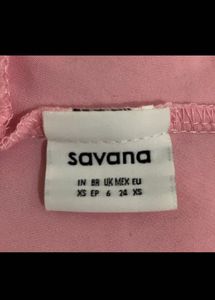 savana
IN BR UK MEX EU
XS EP 6 24 XS